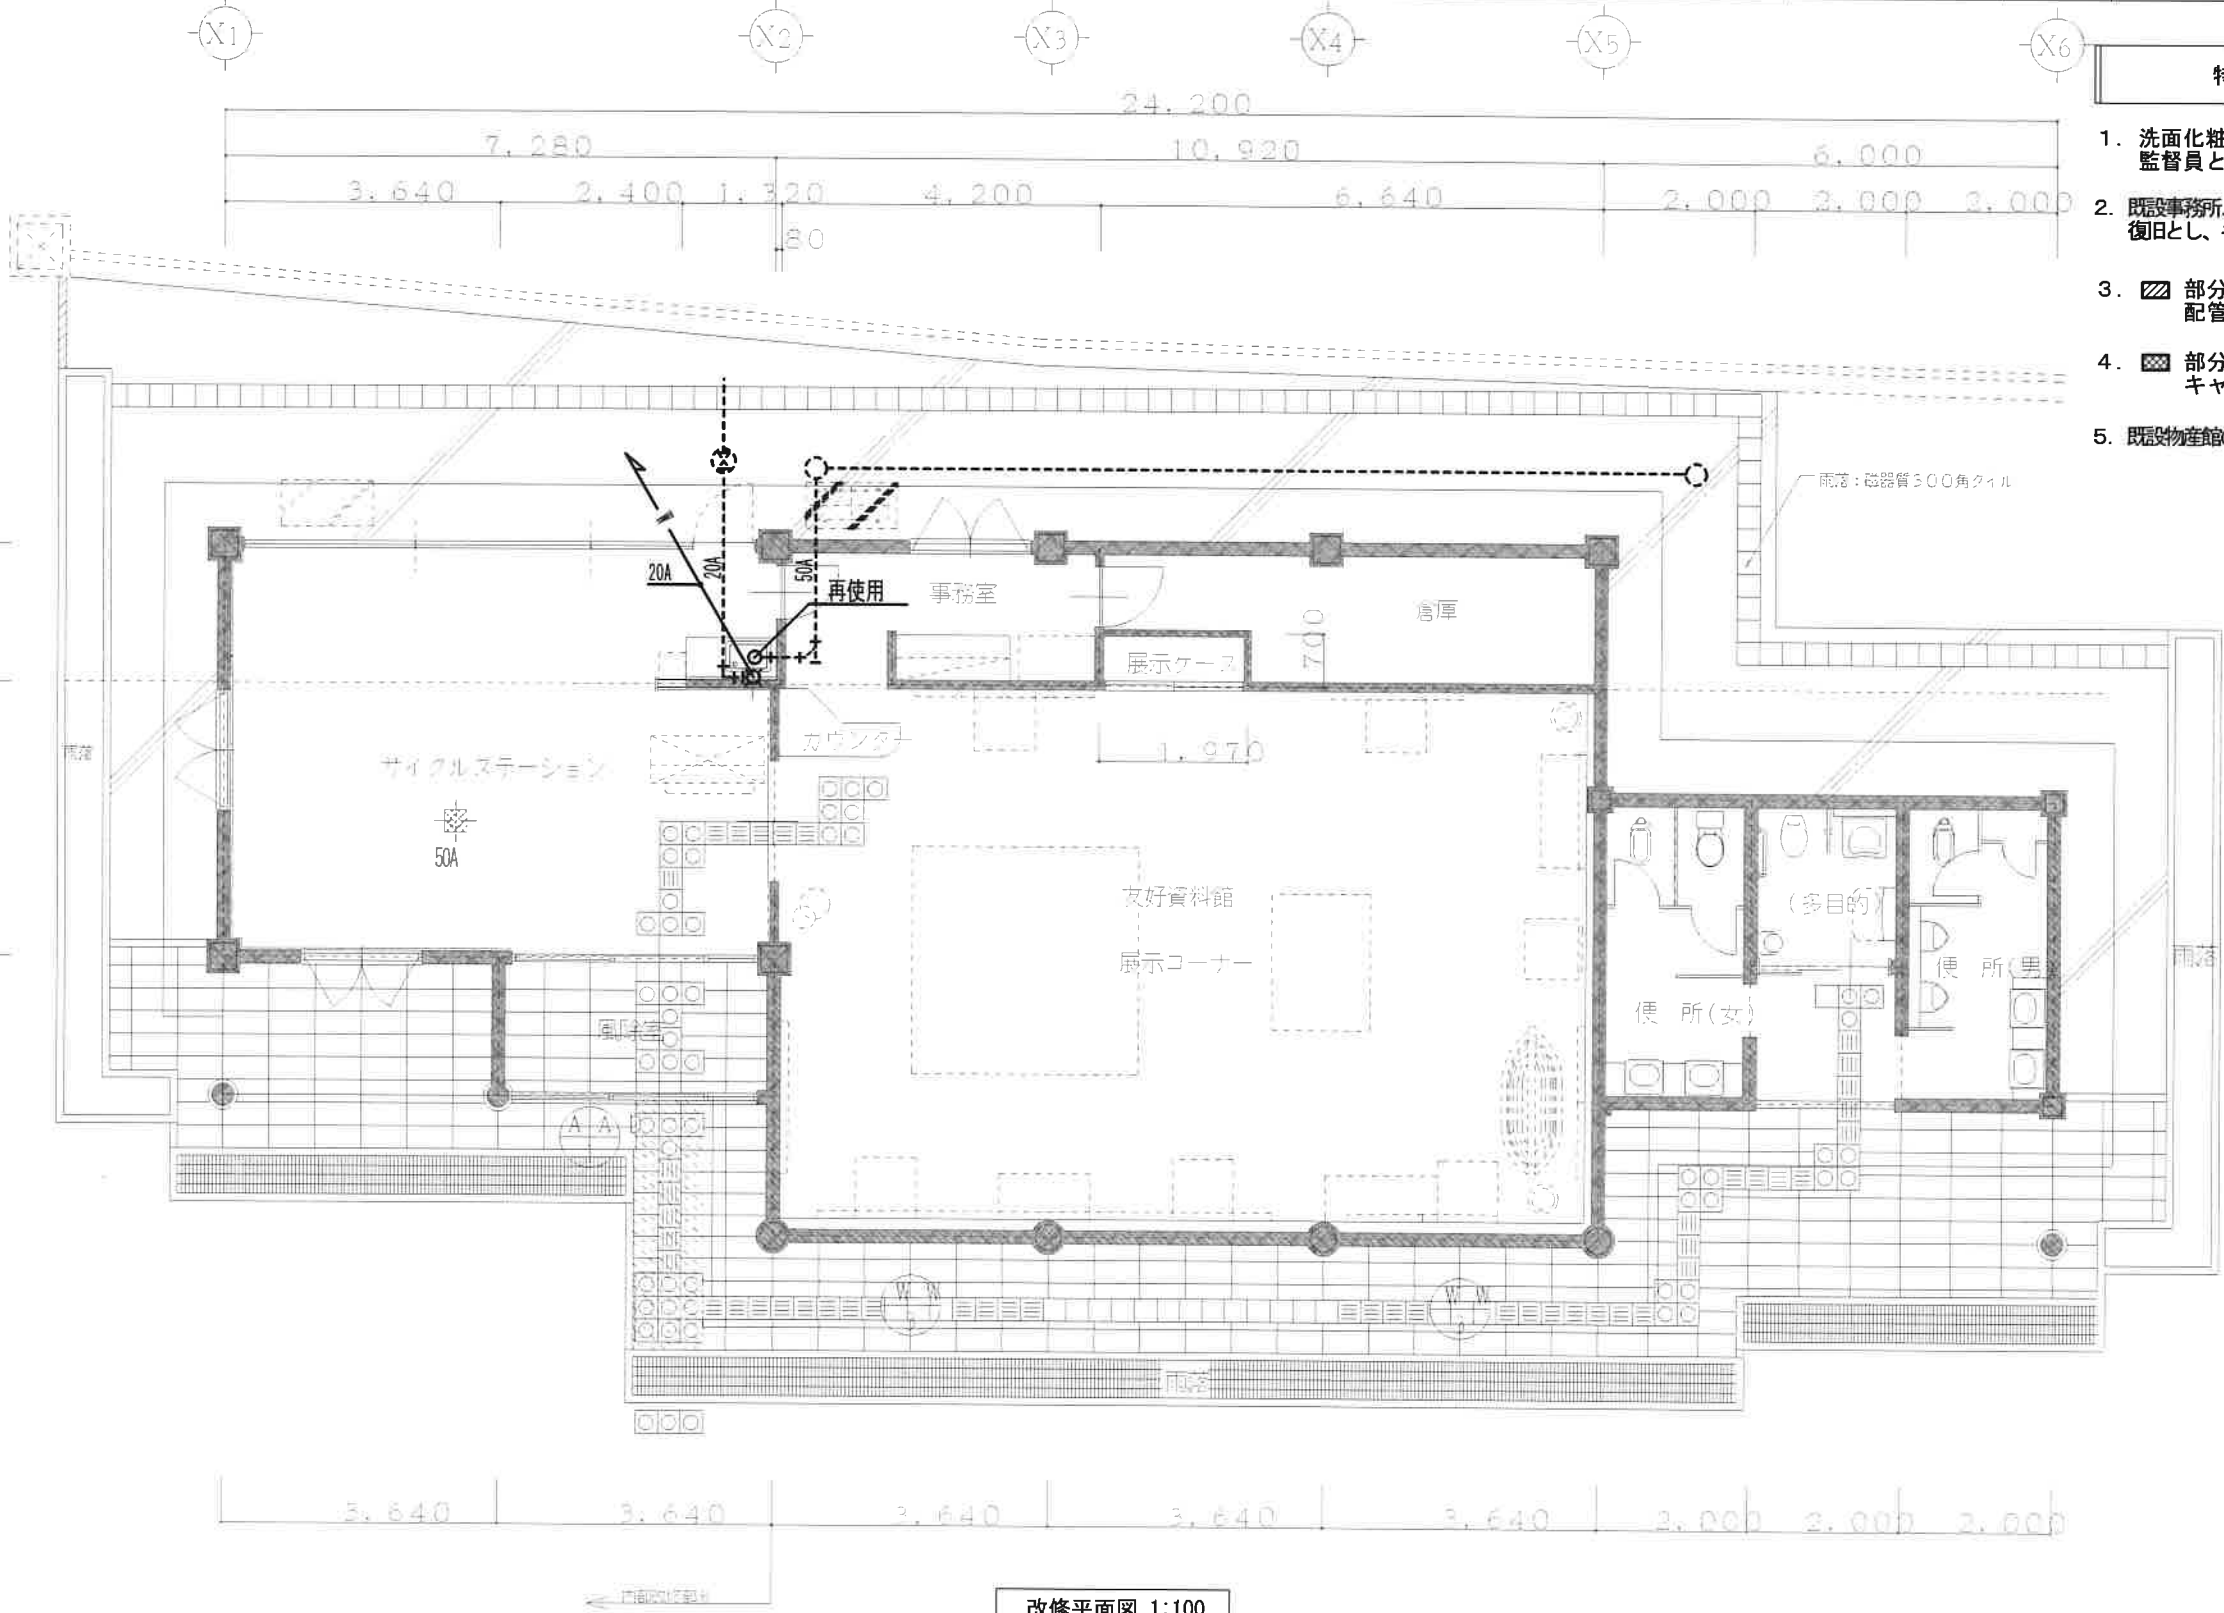 X1
X2
X3
X4
X5
X6
24.200
7,280
10,920
6.000
3.640
2,400
1,320
4,200
6.640
2.000
2.000
2.000
80
1. 洗面化粧
監督員と
2. 既設事務所
復旧とし、
3. 部分
配管
4. 部分
キャ
5. 既設物産館
雨落:磁器質300角タイル
20A
20A
50A
再使用
事務室
倉庫
展示ケース
700
雨落
サイクルステーション
カウンター
1.970
50A
友好資料館
展示コーナー
(多目的)
便 所(女)
便 所(男
雨落
風除室
A A
W W
W W
雨落
3.640
3.640
3.640
3.640
3.640
2.000
2.000
2.000
改修平面図 1:100